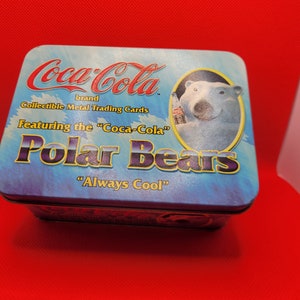 Coca-Cola
brand
Collectible Metal Trading Cards
Featuring the "Coca-Cola"
Polar Bears
"Always Cool"